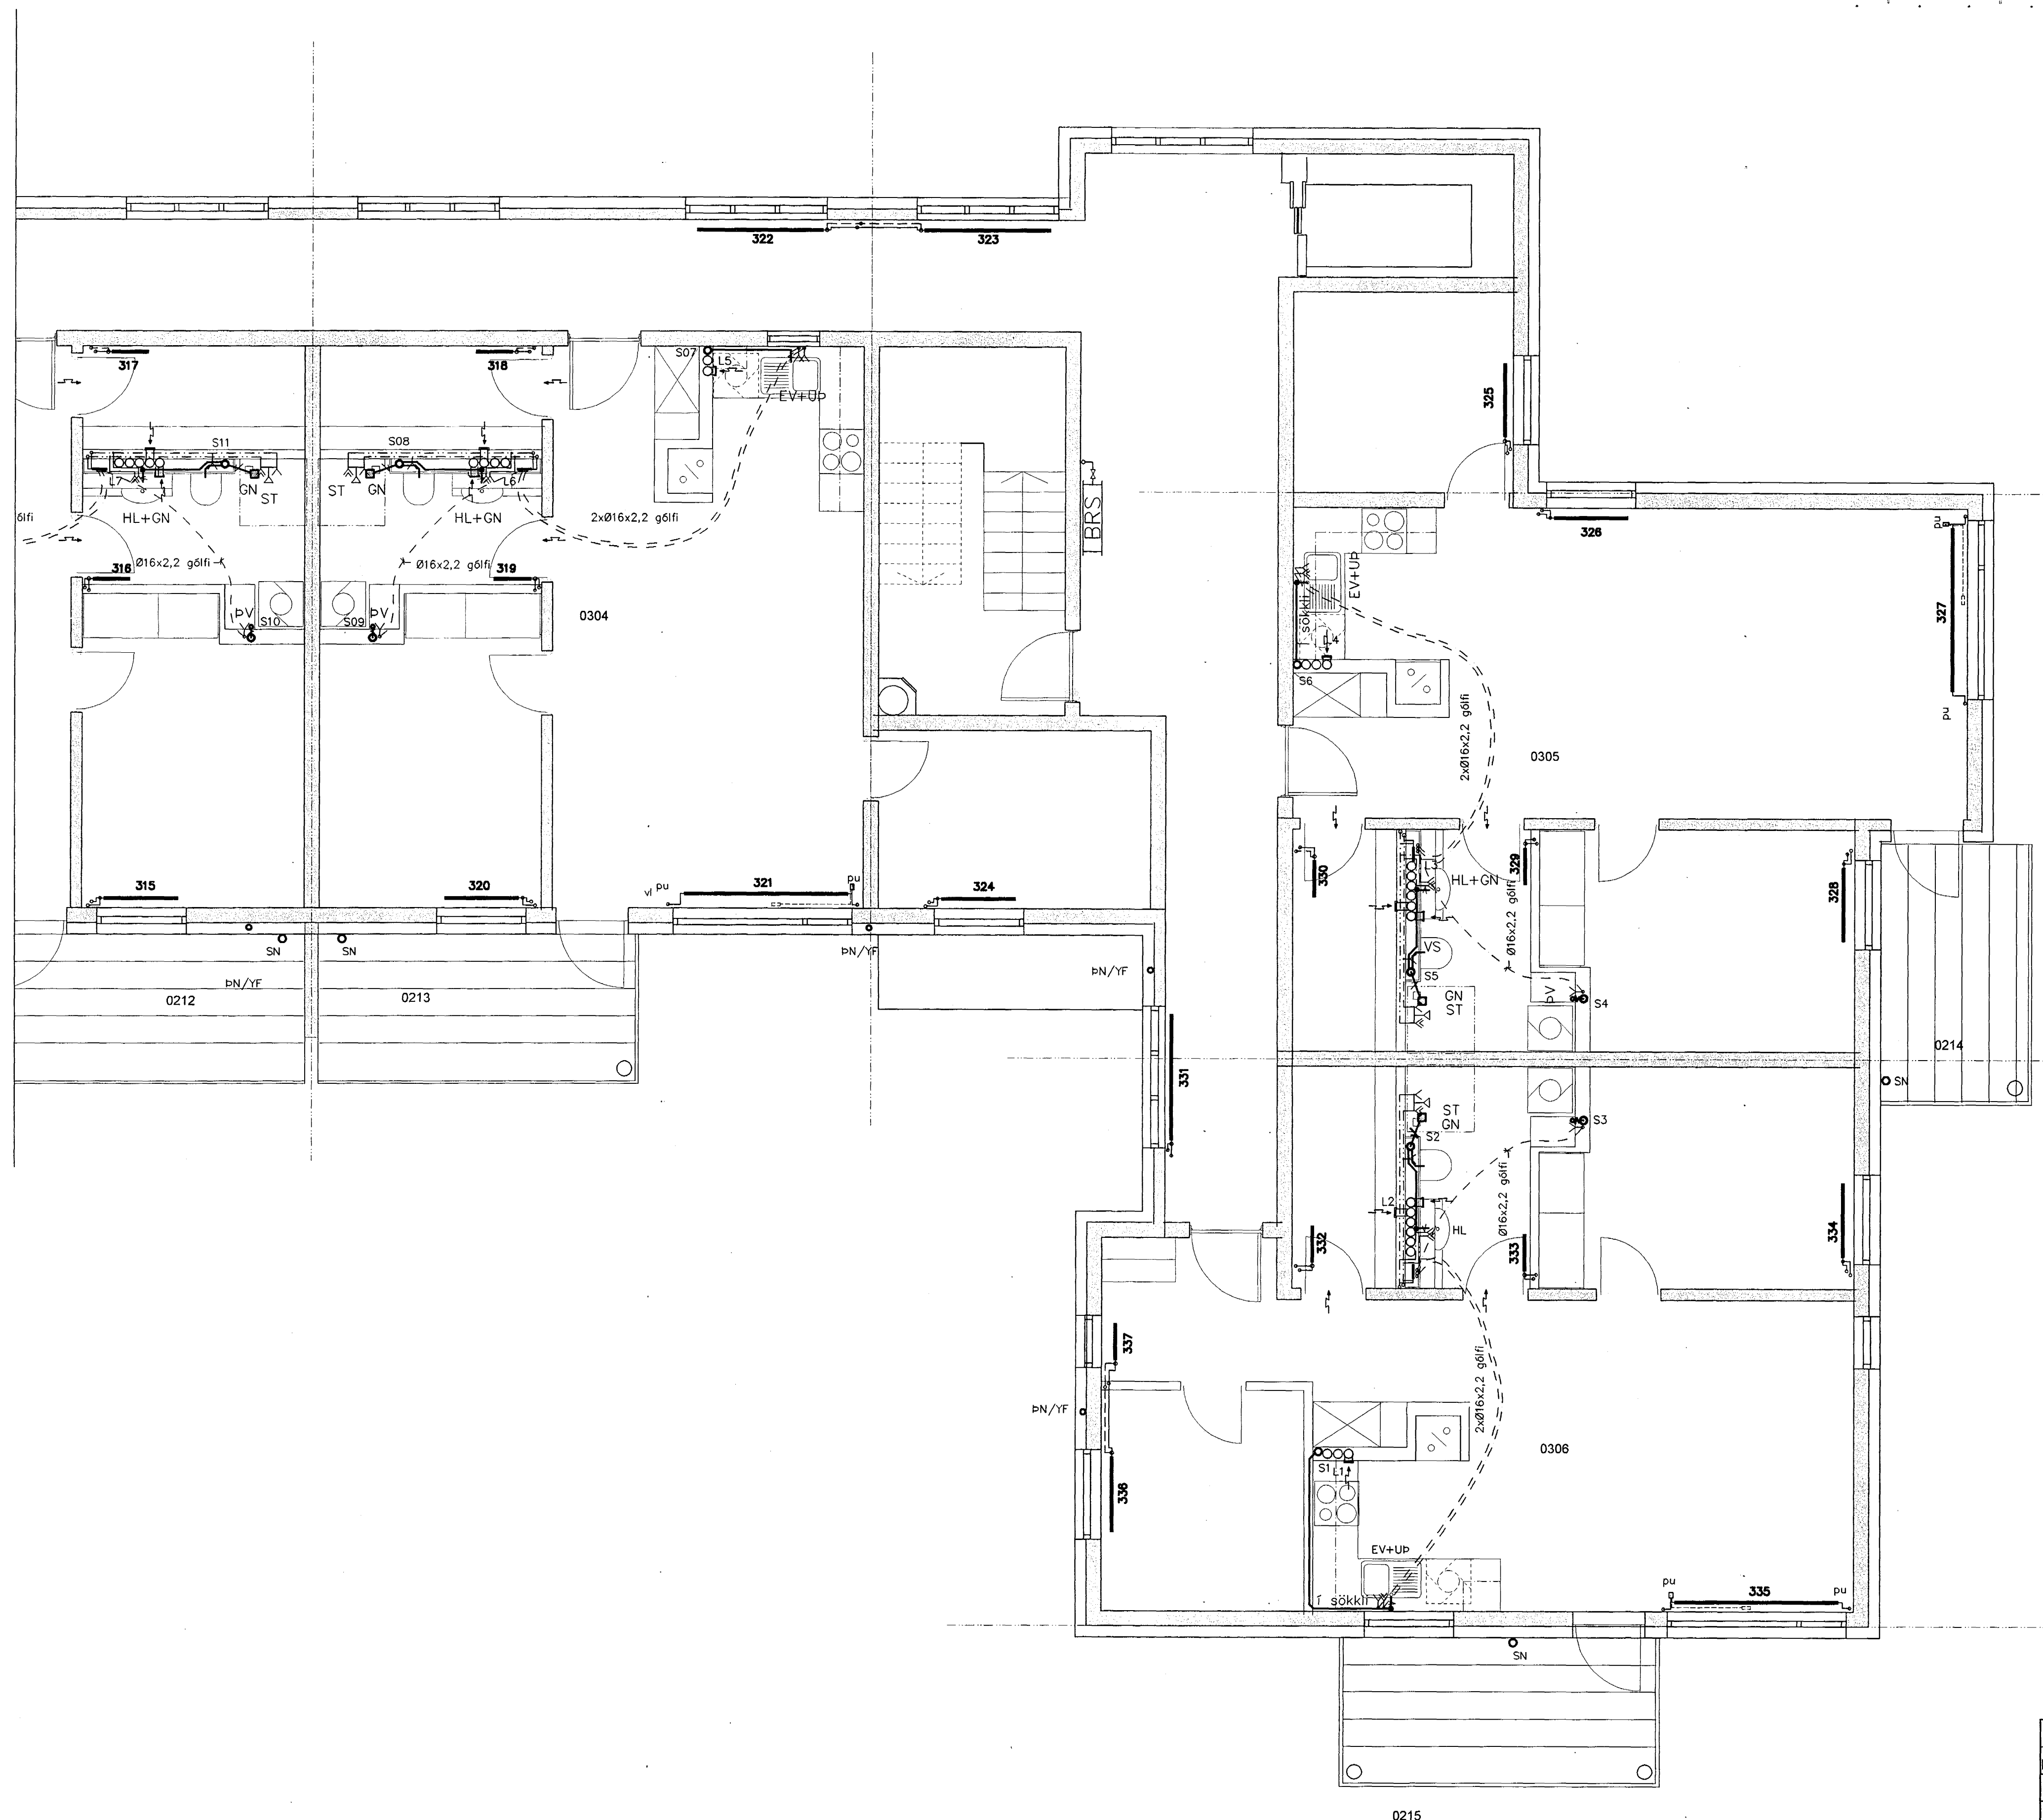 322
323
317
318
S07
L5
EV+UÞ
325
S11
S08
L7
L6
GN
ST
ST
GN
HL+GN
HL+GN
ólfi
2xØ16x2,2 gólfi
BRS
326
pu
EV+UÞ
316
Ø16x2,2 gólfi
Ø16x2,2 gólfi
319
ÞV
S10
S09
ÞV
0304
í sökkli
L4
327
S6
pu
2xØ16x2,2 gólfi
0305
315
320
vl
pu
321
pu
324
330
HL+GN
329
328
Ø16x2,2 gólfi
SN
SN
ÞN/YF
ÞN/YF
VS
S5
ÞN/YF
0212
0213
GN
ST
ÞV
S4
0214
331
SN
ST
GN
S2
S3
L2
HL
Ø16x2,2 gólfi
332
333
334
337
2xØ16x2,2 gólfi
ÞN/YF
0306
S1
L1
336
EV+UÞ
í sökkli
pu
335
pu
SN
0215